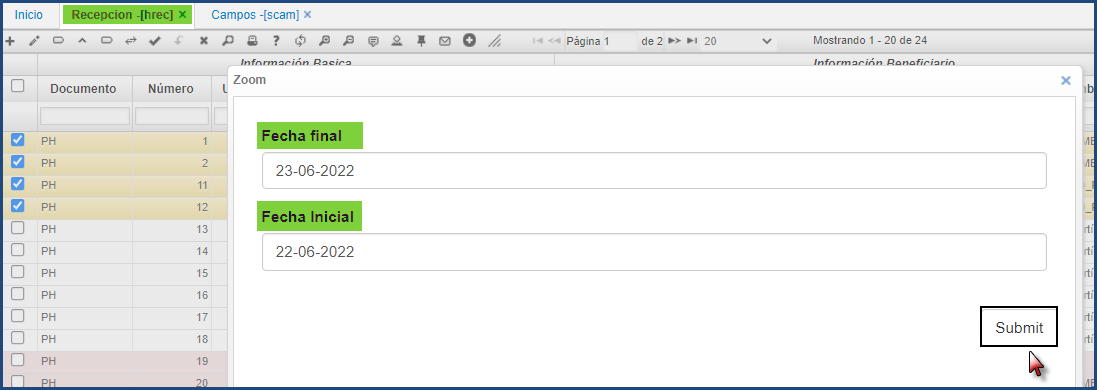 Inicio Recepcion -[hrec] × Campos -[scam] ×
Página 1 de 2 20 Mostrando 1 - 20 de 24
Información Basica Información Beneficiario
Zoom ×
Documento Número
Fecha final
PH 1
23-06-2022
PH 2
PH 11
Fecha Inicial
PH 12
PH 13
22-06-2022
PH 14
PH 15
PH 16
PH 17
Submit
PH 18
PH 19
PH 20